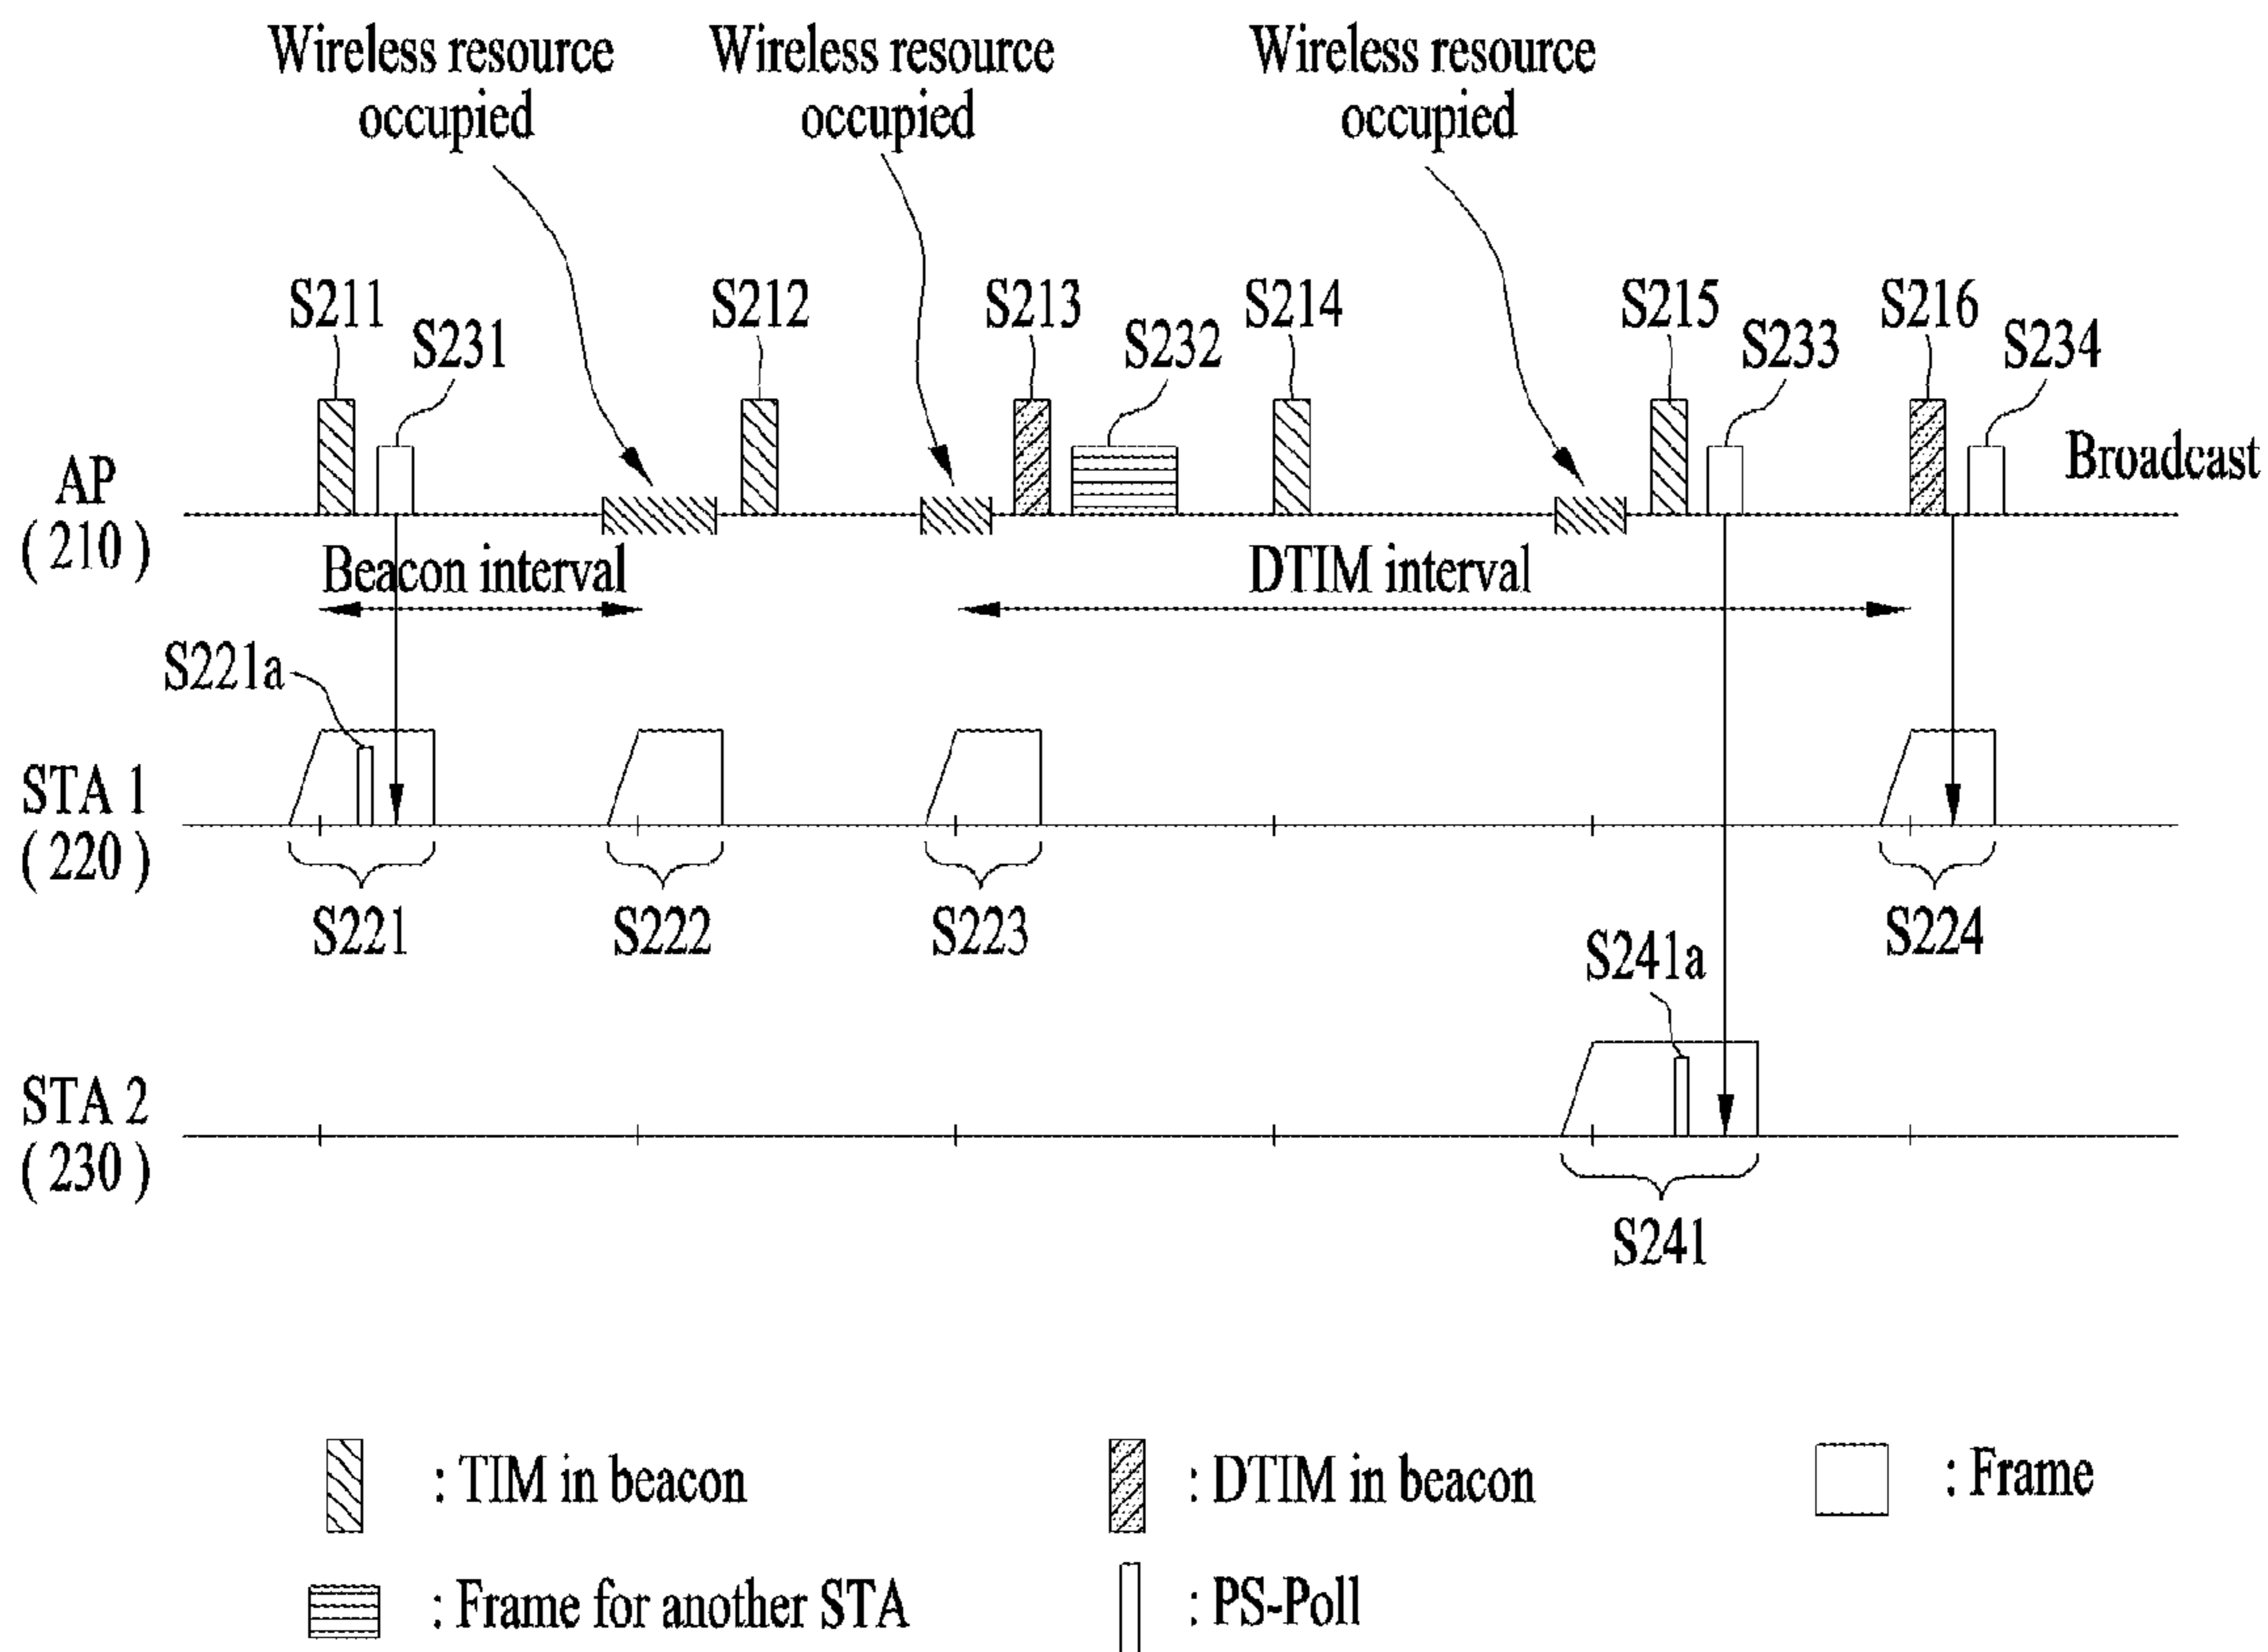 Wireless resource
occupied
Wireless resource
occupied
Wireless resource
occupied
S211
S231
S212
S213
S232
S214
S215
S233
S216
S234
AP
(210)
Broadcast
Beacon interval
DTIM interval
S221a
STA 1
(220)
S221
S222
S223
S224
S241a
STA 2
(230)
S241
: TIM in beacon
: DTIM in beacon
: Frame
: Frame for another STA
: PS-Poll